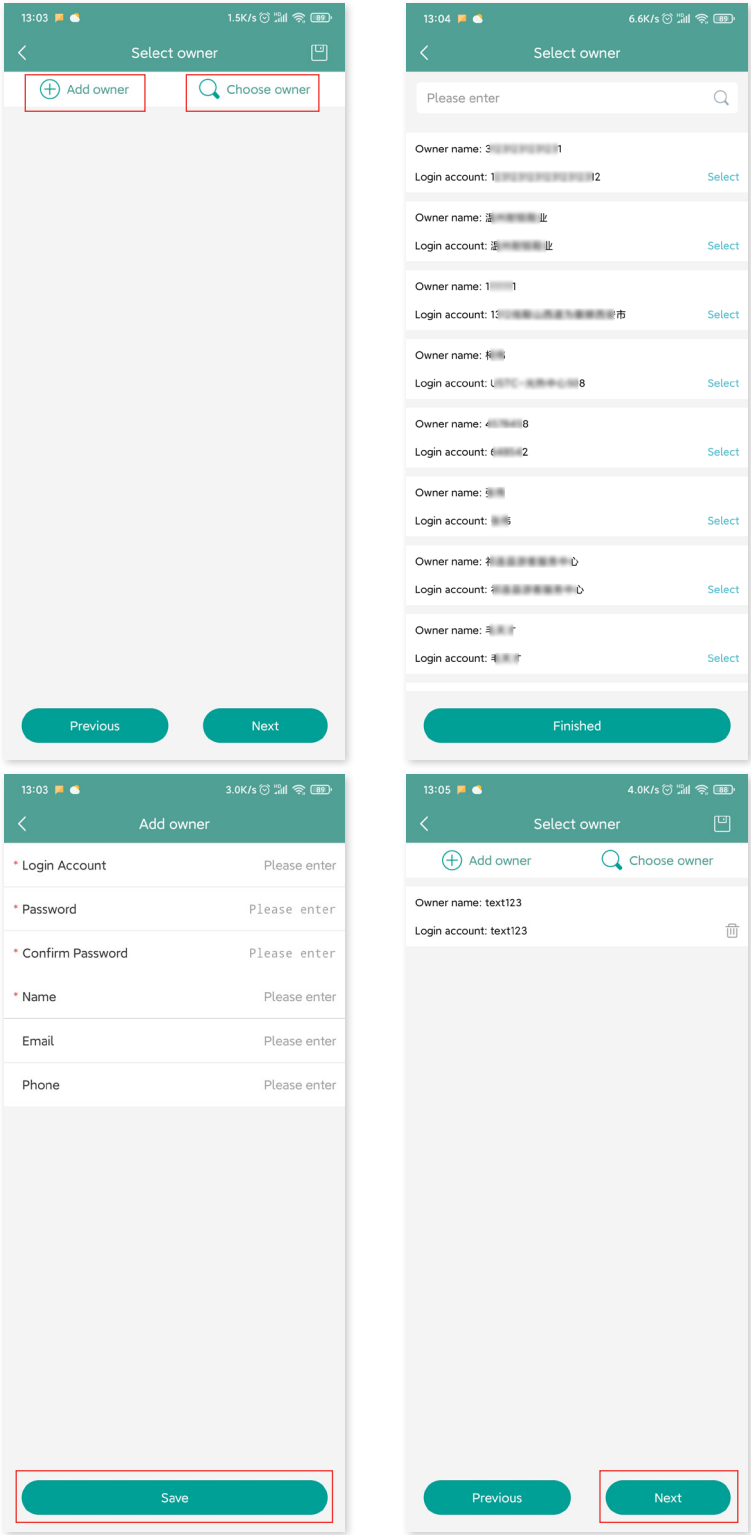 13:03
1.5K/s
89
Select owner
Add owner
Choose owner
Previous
Next
13:04
6.6K/s
89
Select owner
Please enter
Owner name:
Login account:
Select
Owner name:
Login account:
Select
Owner name:
Login account:
Select
Owner name:
Login account:
Select
Owner name:
Login account:
Select
Owner name:
Login account:
Select
Owner name:
Login account:
Select
Owner name:
Login account:
Select
Finished
13:03
3.0K/s
89
Add owner
* Login Account Please enter
* Password Please enter
* Confirm Password Please enter
* Name Please enter
Email Please enter
Phone Please enter
Save
13:05
4.0K/s
88
Select owner
Add owner
Choose owner
Owner name: text123
Login account: text123
Previous
Next